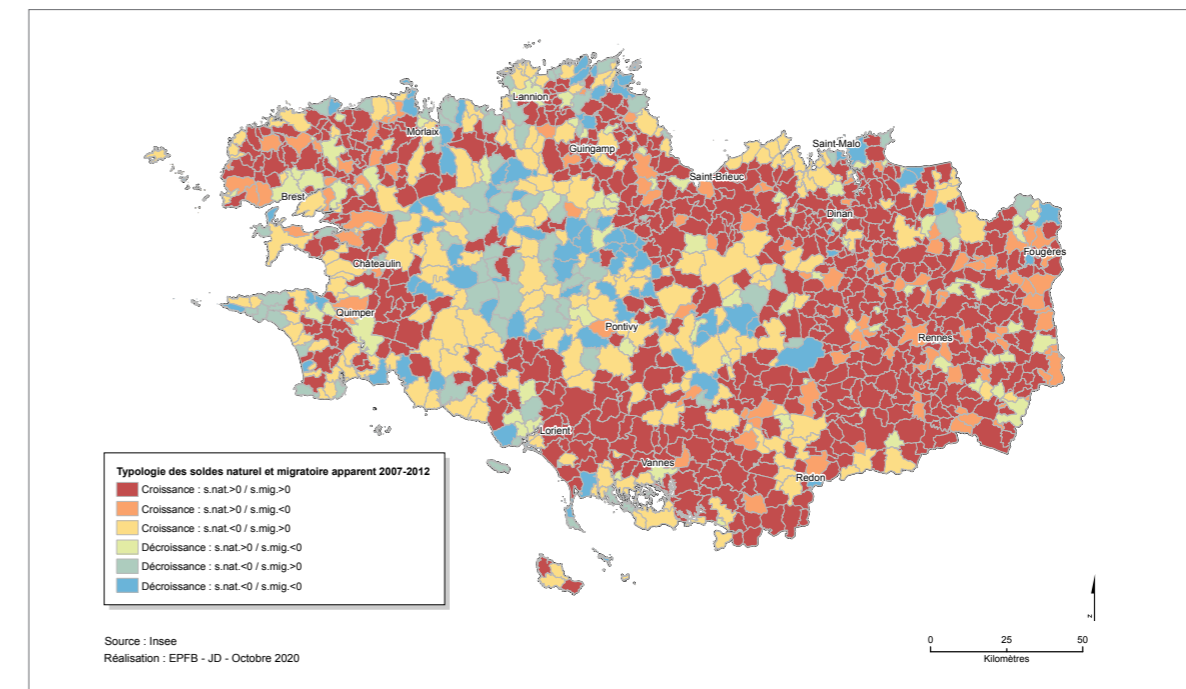 Lannion
Morlaix
Guingamp
Saint-Malo
Saint-Brieuc
Brest
Dinan
Fougères
Châteaulin
Quimper
Pontivy
Rennes
Lorient
Vannes
Redon
Typologie des soldes naturel et migratoire apparent 2007-2012
Croissance : s.nat.>0 / s.mig.>0
Croissance : s.nat.>0 / s.mig.<0
Croissance : s.nat.<0 / s.mig.>0
Décroissance : s.nat.>0 / s.mig.<0
Décroissance : s.nat.<0 / s.mig.>0
Décroissance : s.nat.<0 / s.mig.<0
Source : Insee
Réalisation : EPFB - JD - Octobre 2020
N
0 25 50
Kilomètres